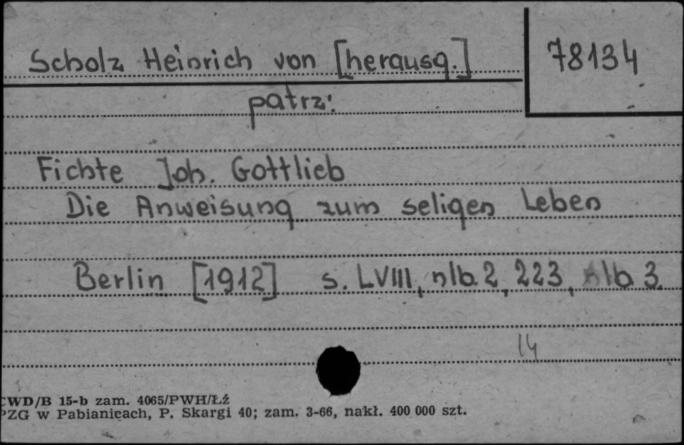 Scholz Heinrich von [herausg.]
78134
patrz:
Fichte Joh. Gottlieb
Die Anweisung zum seligen Leben
Berlin [1912] s. LVIII, nlb. 2, 223, nlb 3.
14
CWD/B 15-b zam. 4065/PWH/Łź
PZG w Pabianicach, P. Skargi 40; zam. 3-66, nakł. 400 000 szt.